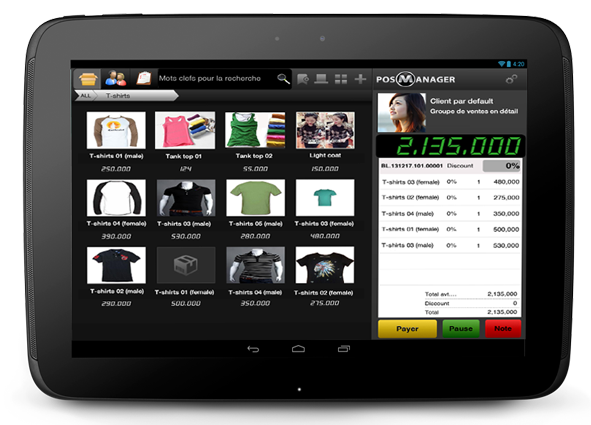 4:20
Mots clefs pour la recherche
POS MANAGER
ALL T-shirts
Client par default
Groupe de ventes en détail
2.135.000
BL.131217.101.00001 Discount 0%
T-shirts 03 (female) 0% 1 480,000
T-shirts 02 (female) 0% 1 275,000
T-shirts 04 (male) 0% 1 350,000
T-shirts 01 (female) 0% 1 500,000
T-shirts 03 (male) 0% 1 530,000
Total avt.... 2,135,000
Discount 0
Total 2,135,000
Payer Pause Note
T-shirts 01 (male) Tank top 01 Tank top 02 Light coat
250.000 124 55.000 150.000
T-shirts 04 (female) T-shirts 03 (male) T-shirts 05 (male) T-shirts 03 (female)
390.000 530.000 280.000 480.000
T-shirts 02 (male) T-shirts 01 (female) T-shirts 04 (male) T-shirts 02 (female)
290.000 500.000 350.000 275.000